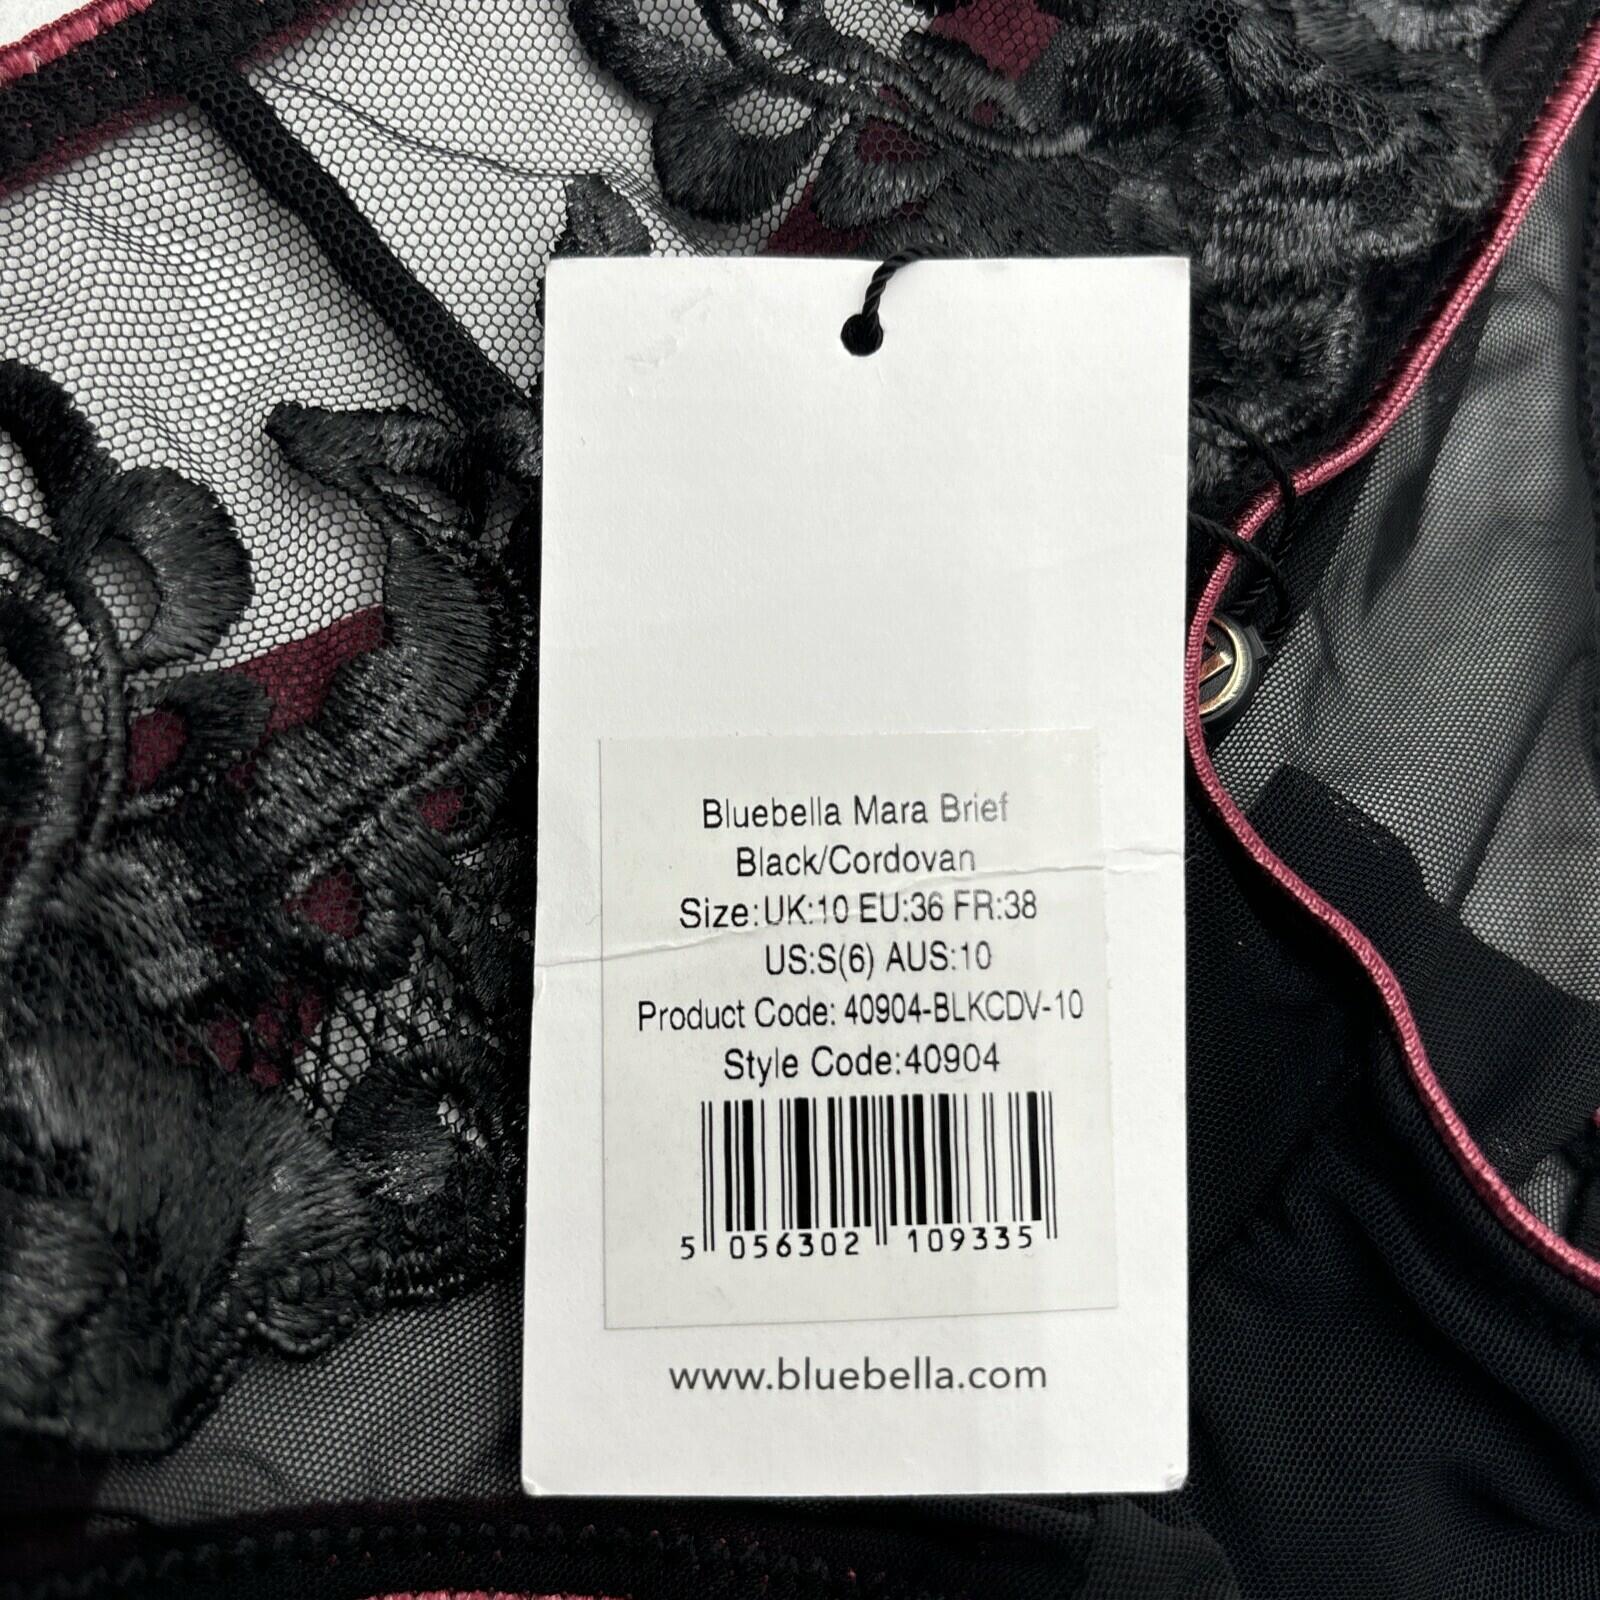 Bluebella Mara Brief
Black/Cordovan
Size:UK:10 EU:36 FR:38
US:S(6) AUS:10
Product Code: 40904-BLKCDV-10
Style Code:40904
5 056302 109335
www.bluebella.com